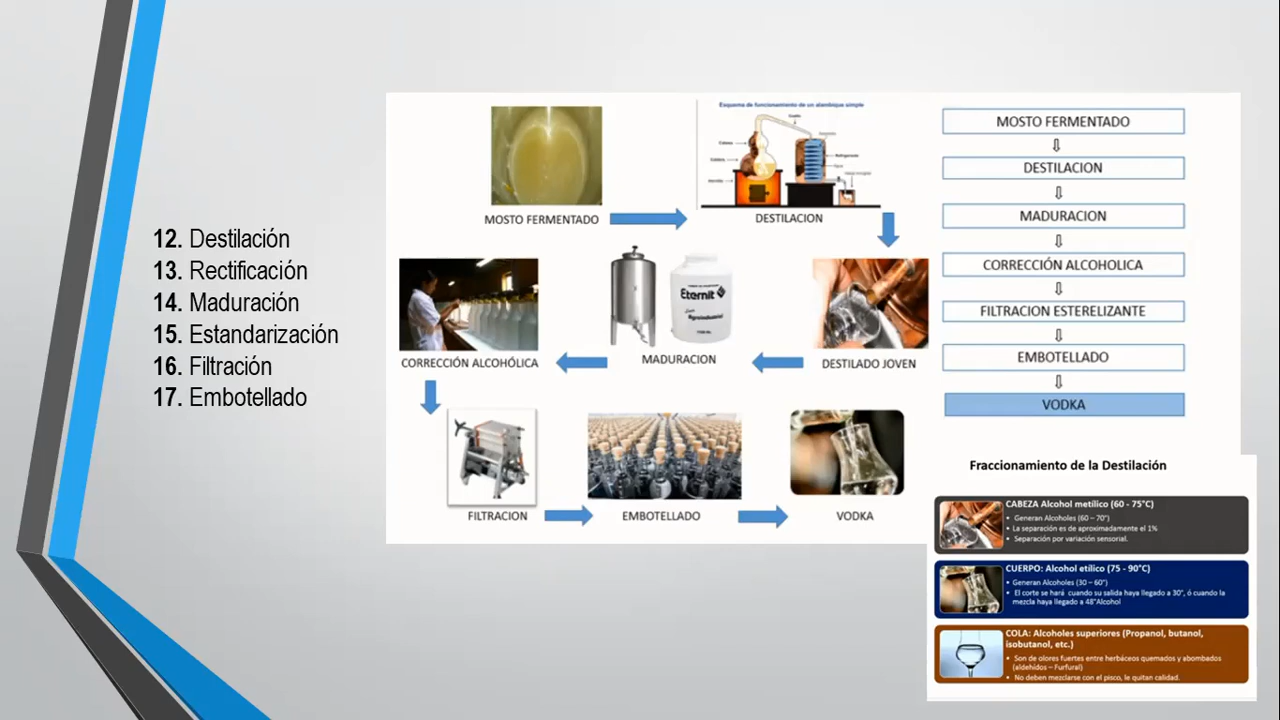 12. Destilación
13. Rectificación
14. Maduración
15. Estandarización
16. Filtración
17. Embotellado
Esquema de funcionamiento de un alambique simple
MOSTO FERMENTADO
DESTILACION
CORRECCIÓN ALCOHÓLICA
Eternit
MADURACION
DESTILADO JOVEN
FILTRACION
EMBOTELLADO
VODKA
MOSTO FERMENTADO
DESTILACION
MADURACION
CORRECCIÓN ALCOHOLICA
FILTRACION ESTERELIZANTE
EMBOTELLADO
VODKA
Fraccionamiento de la Destilación
CABEZA Alcohol metílico (60 - 75°C)
• Generan Alcoholes (60 – 70°)
• La separación es de aproximadamente el 1%
• Separación por variación sensorial.
CUERPO: Alcohol etílico (75 - 90°C)
• Generan Alcoholes (30 – 60°)
• El corte se hará cuando su salida haya llegado a 30°, ó cuando la
mezcla haya llegado a 48°Alcohol
COLA: Alcoholes superiores (Propanol, butanol,
isobutanol, etc.)
• Son de olores fuertes entre herbáceos quemados y abombados
(aldehídos – Furfural)
• No deben mezclarse con el pisco, le quitan calidad.